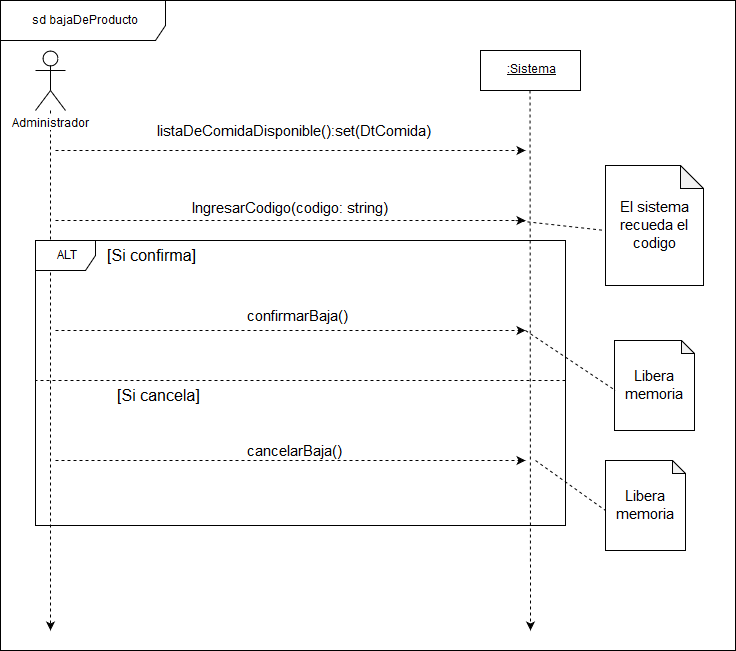 sd bajaDeProducto
Administrador
:Sistema
listaDeComidaDisponible():set(DtComida)
IngresarCodigo(codigo: string)
El sistema
recueda el
codigo
ALT
[Si confirma]
confirmarBaja()
Libera
memoria
[Si cancela]
cancelarBaja()
Libera
memoria